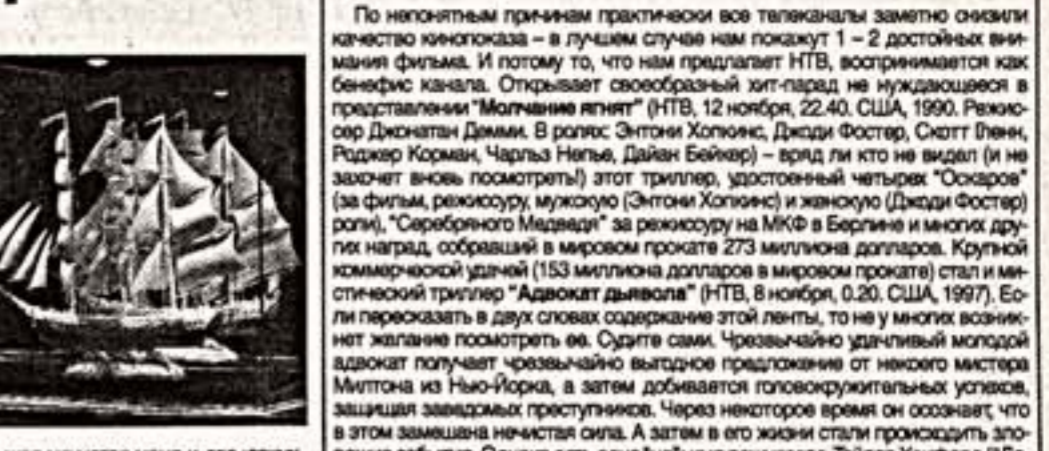 По непонятным причинам практически все телеканалы заметно снизили
качество кинопоказа – в лучшем случае нам покажут 1 – 2 достойных вни-
мания фильма. И потому то, что нам предлагает НТВ, воспринимается как
бенефис канала. Открывает своеобразный хит-парад не нуждающееся в
представлении "Молчание ягнят" (НТВ, 12 ноября, 22.40. США, 1990. Режис-
сер Джонатан Демми. В ролях: Энтони Хопкинс, Джоди Фостер, Скотт Гленн,
Роджер Корман, Чарльз Непье, Дайан Бейкер) – вряд ли кто не видел (и не
захочет вновь посмотреть!) этот триллер, удостоенный четырех "Оскаров"
(за фильм, режиссуру, мужскую (Энтони Хопкинс) и женскую (Джоди Фостер)
роли), "Серебряного Медведя" за режиссуру на МКФ в Берлине и многих дру-
гих наград, собравший в мировом прокате 273 миллиона долларов. Крупной
коммерческой удачей (153 миллиона долларов в мировом прокате) стал и ми-
стический триллер "Адвокат дьявола" (НТВ, 8 ноября, 0.20. США, 1997). Ес-
ли пересказать в двух словах содержание этой ленты, то не у многих возник-
нет желание посмотреть ее. Судите сами. Чрезвычайно удачливый молодой
адвокат получает чрезвычайно выгодное предложение от некоего мистера
Милтона из Нью-Йорка, а затем добивается головокружительных успехов,
защищая заведомых преступников. Через некоторое время он осознает, что
в этом замешана нечистая сила. А затем в его жизни стали происходить зло-